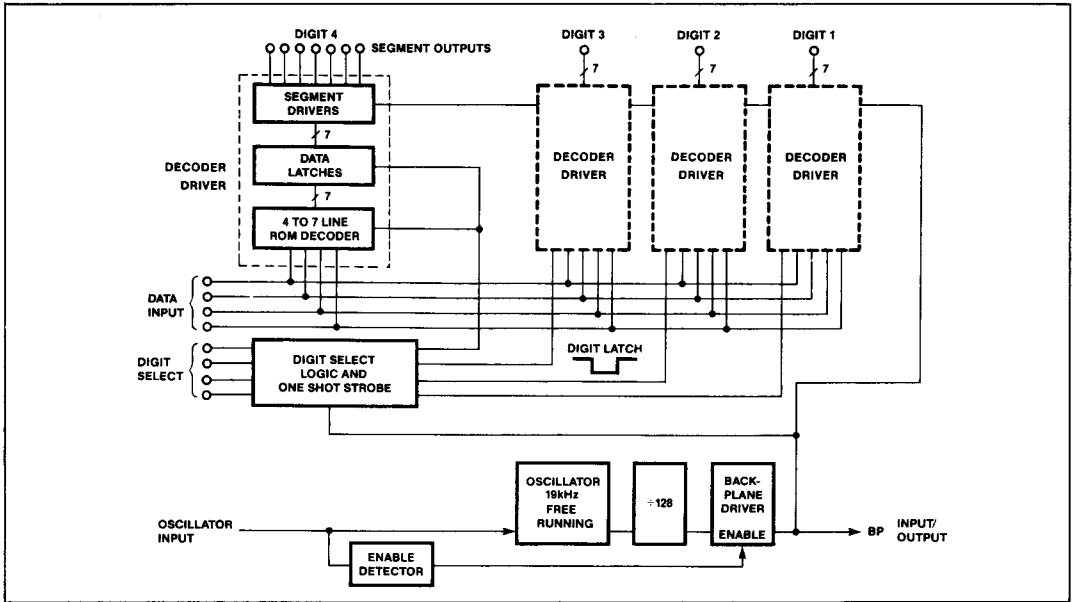 DIGIT 4
SEGMENT OUTPUTS
DIGIT 3
DIGIT 2
DIGIT 1
7
7
7
SEGMENT
DRIVERS
7
DATA
LATCHES
7
4 TO 7 LINE
ROM DECODER
DECODER
DRIVER
DECODER
DRIVER
DECODER
DRIVER
DECODER
DRIVER
DATA
INPUT
DIGIT
SELECT
DIGIT SELECT
LOGIC AND
ONE SHOT STROBE
DIGIT LATCH
OSCILLATOR
INPUT
OSCILLATOR
19kHz
FREE
RUNNING
÷128
BACK-
PLANE
DRIVER
ENABLE
BP
INPUT/
OUTPUT
ENABLE
DETECTOR